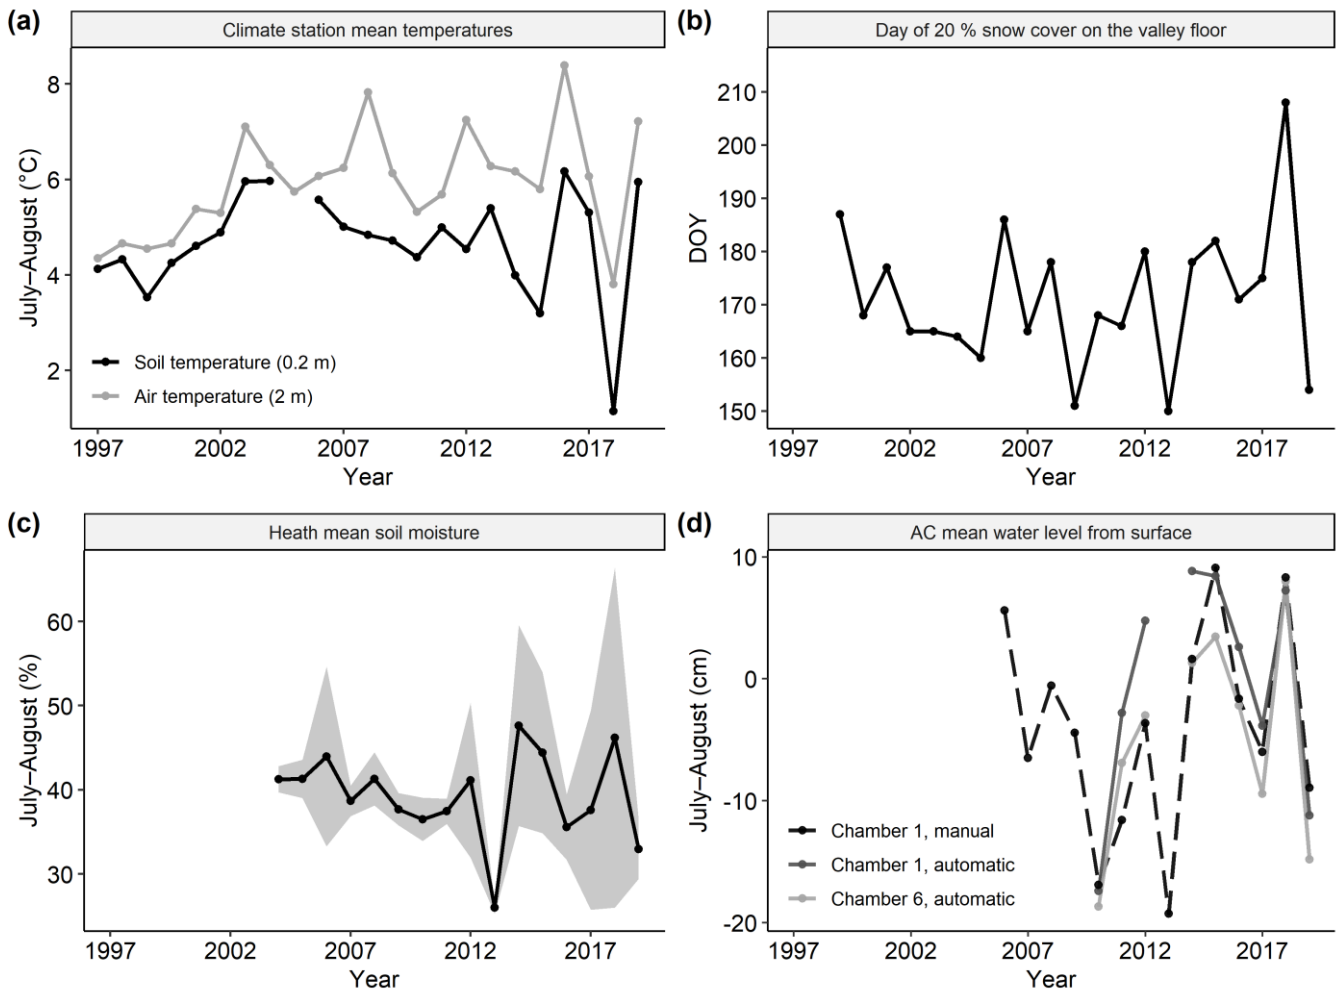 (a)
Climate station mean temperatures
8
6
4
2
July–August (°C)
Soil temperature (0.2 m)
Air temperature (2 m)
1997 2002 2007 2012 2017
Year
(b)
Day of 20 % snow cover on the valley floor
210
200
190
180
170
160
150
DOY
1997 2002 2007 2012 2017
Year
(c)
Heath mean soil moisture
60
50
40
30
July–August (%)
1997 2002 2007 2012 2017
Year
(d)
AC mean water level from surface
10
0
-10
-20
July–August (cm)
Chamber 1, manual
Chamber 1, automatic
Chamber 6, automatic
1997 2002 2007 2012 2017
Year